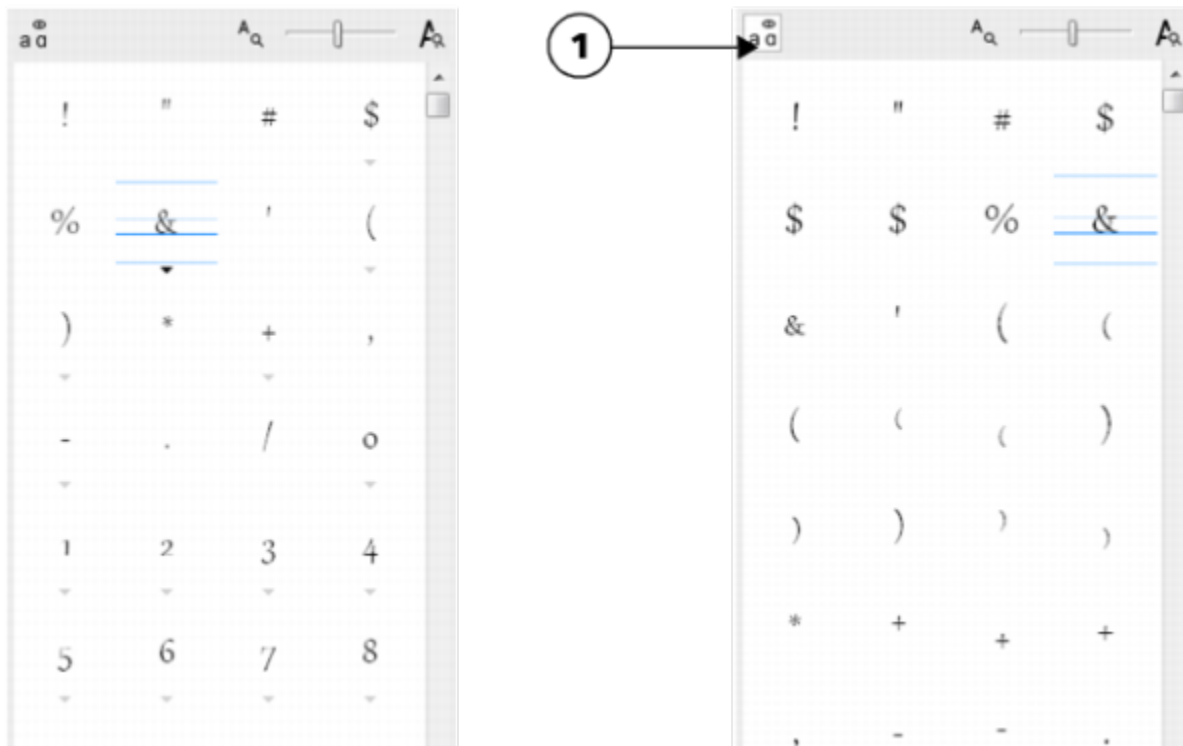 a a A A
! " # $
% & ' (
) * + ,
- . / o
1 2 3 4
5 6 7 8
1
a a A A
! " # $
$ $ % &
& ' ( (
( ( ( )
) ) ) )
* + + +
, - - .